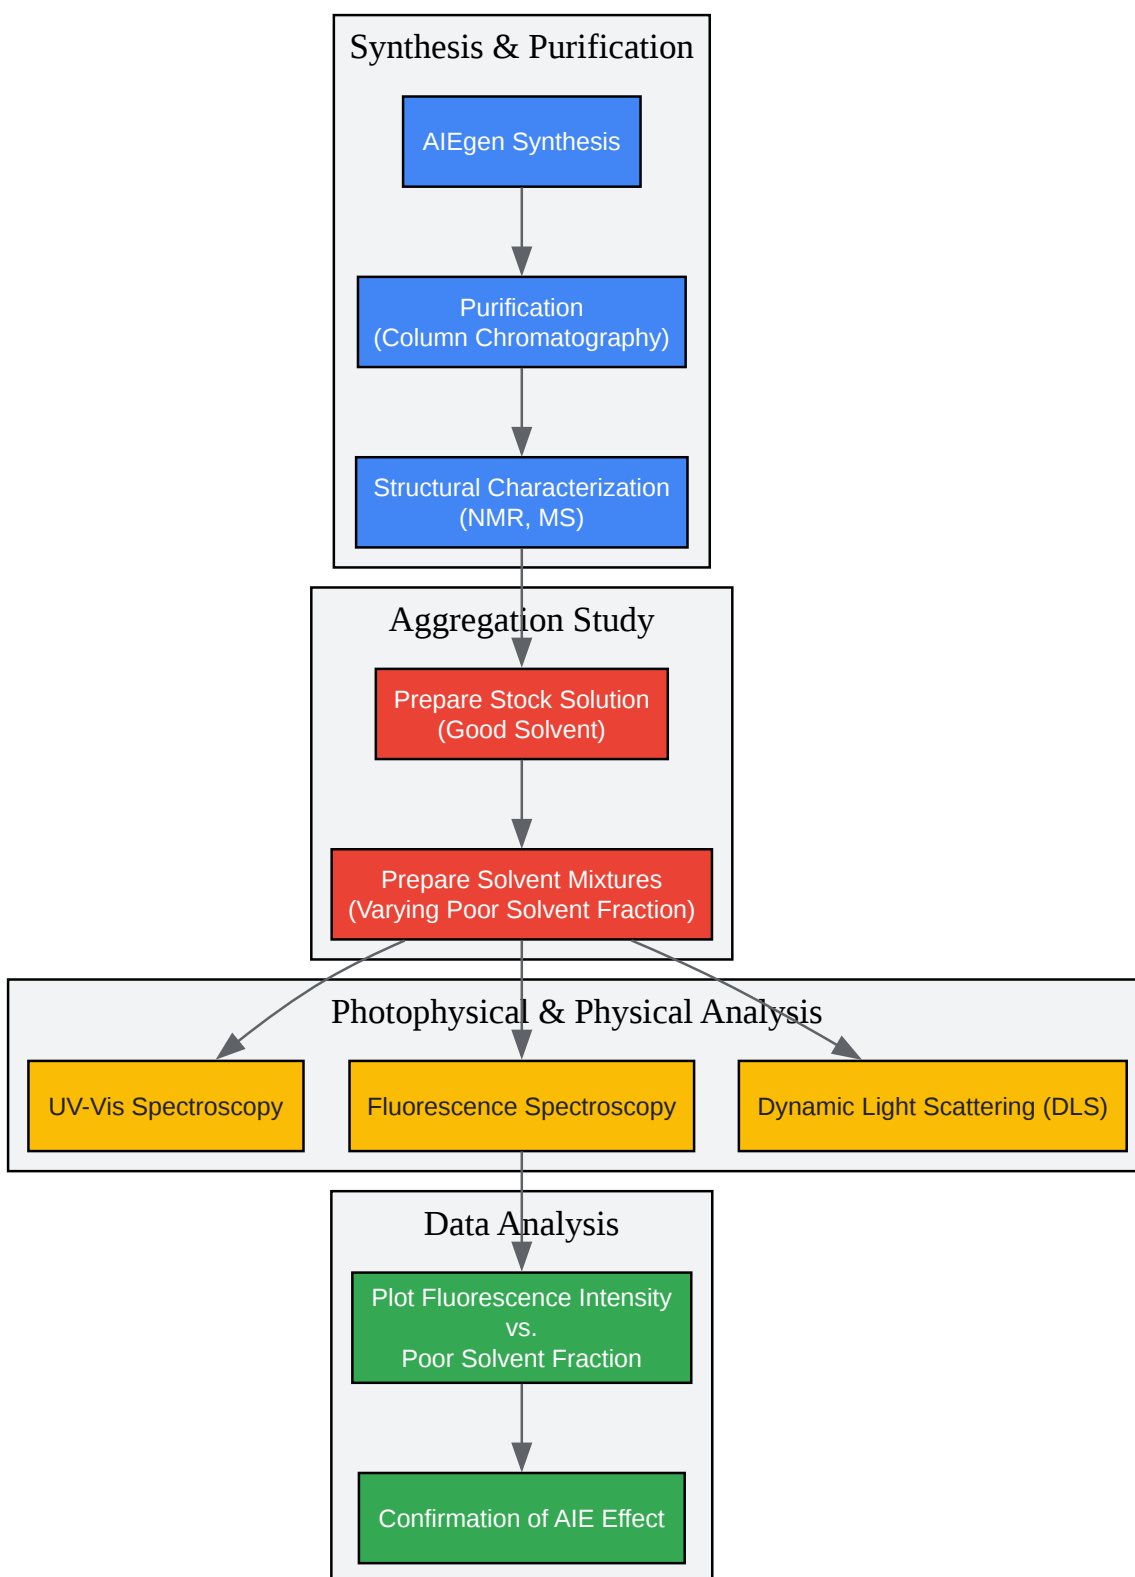 Synthesis & Purification
AIEgen Synthesis
Purification
(Column Chromatography)
Structural Characterization
(NMR, MS)
Aggregation Study
Prepare Stock Solution
(Good Solvent)
Prepare Solvent Mixtures
(Varying Poor Solvent Fraction)
Photophysical & Physical Analysis
UV-Vis Spectroscopy
Fluorescence Spectroscopy
Dynamic Light Scattering (DLS)
Data Analysis
Plot Fluorescence Intensity
vs.
Poor Solvent Fraction
Confirmation of AIE Effect